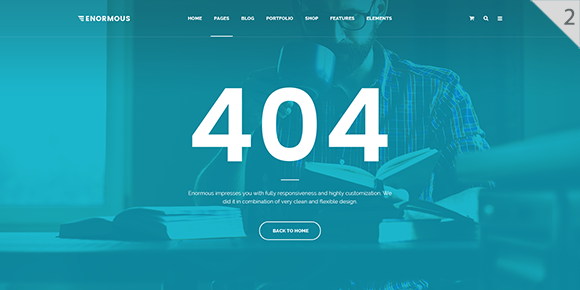 ENORMOUS HOME PAGES BLOG PORTFOLIO SHOP FEATURES ELEMENTS
2
404
Enormous impresses you with fully responsiveness and highly customization. We
did it in combination of very clean and flexible design.
BACK TO HOME